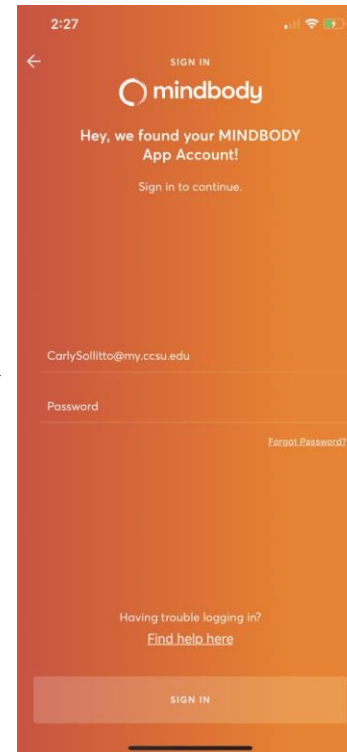 2:27
SIGN IN
mindbody
Hey, we found your MINDBODY
App Account!
Sign in to continue.
CarlySollitto@my.ccsu.edu
Password
Forgot Password?
Having trouble logging in?
Find help here
SIGN IN